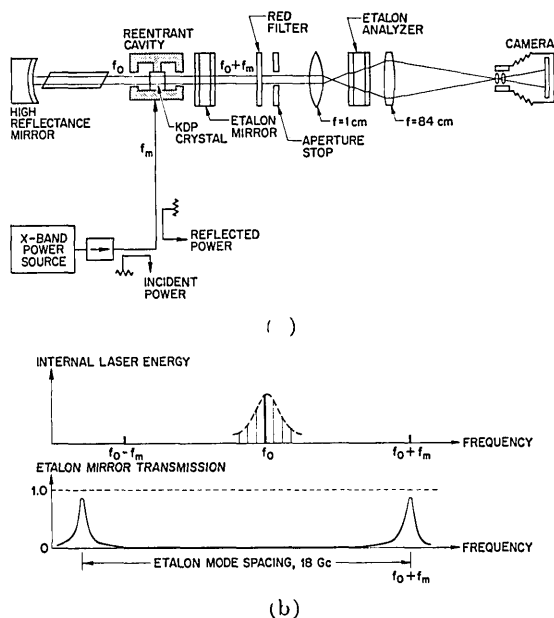 REENTRANT CAVITY
RED FILTER
ETALON ANALYZER
CAMERA
f₀
f₀+fₘ
HIGH REFLECTANCE MIRROR
KDP CRYSTAL
ETALON MIRROR
APERTURE STOP
f=1cm
f=84 cm
fₘ
X-BAND POWER SOURCE
REFLECTED POWER
INCIDENT POWER
( )
INTERNAL LASER ENERGY
f₀-fₘ
f₀
f₀+fₘ
FREQUENCY
ETALON MIRROR TRANSMISSION
1.0
0
FREQUENCY
ETALON MODE SPACING, 18 Gc
f₀+fₘ
(b)